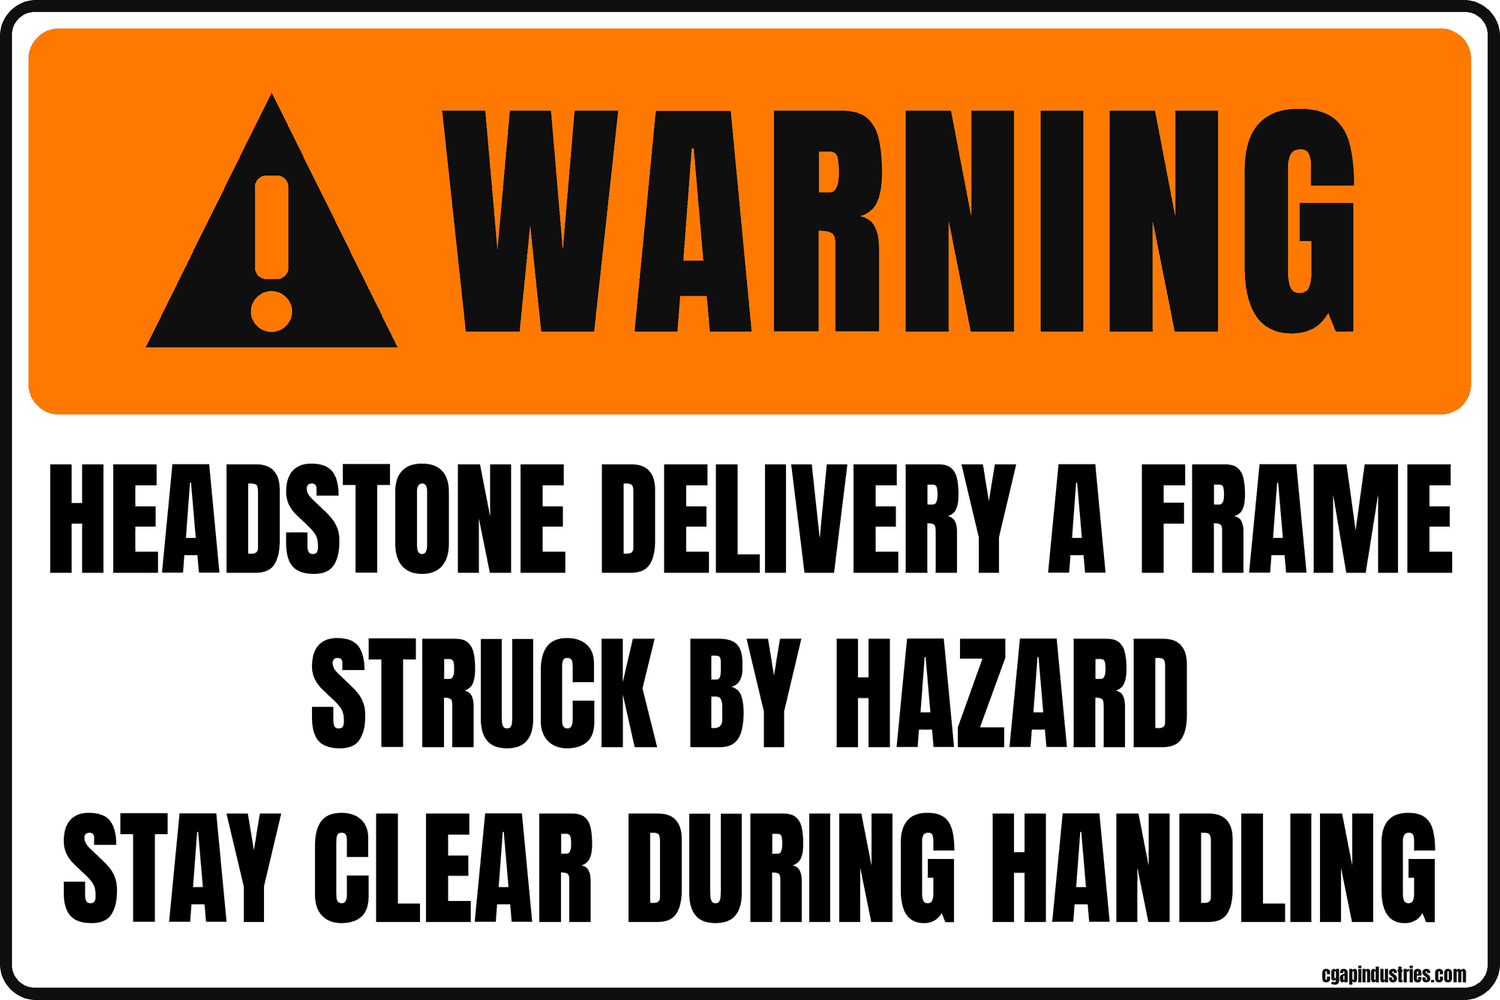 WARNING
HEADSTONE DELIVERY A FRAME
STRUCK BY HAZARD
STAY CLEAR DURING HANDLING
cgapindustries.com